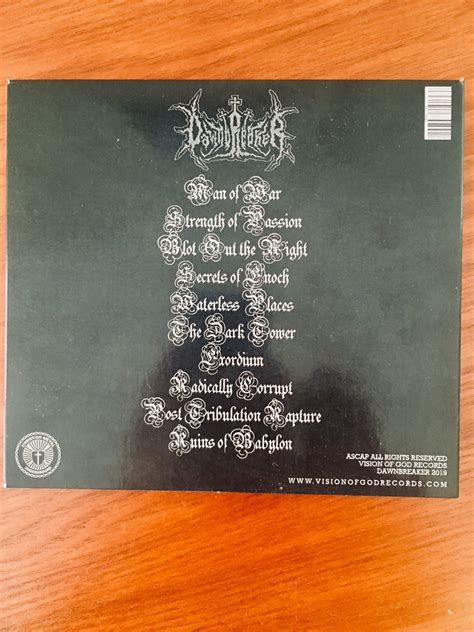 DawnbReakeR
Man of War
Strength of Passion
Blot Out the Night
Secrets of Enoch
Waterless Places
The Dark Tower
Exordium
Radically Corrupt
Post Tribulation Rapture
Ruins of Babylon
ASCAP ALL RIGHTS RESERVED
VISION OF GOD RECORDS
DAWNBREAKER 2019
WWW.VISIONOFGODRECORDS.COM